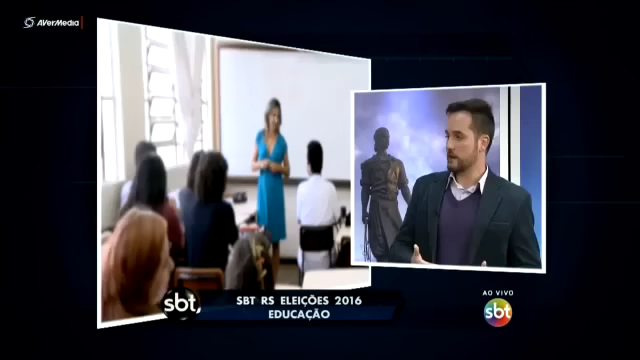 AVerMedia
sbt
SBT RS ELEIÇÕES 2016
EDUCAÇÃO
AO VIVO
sbt